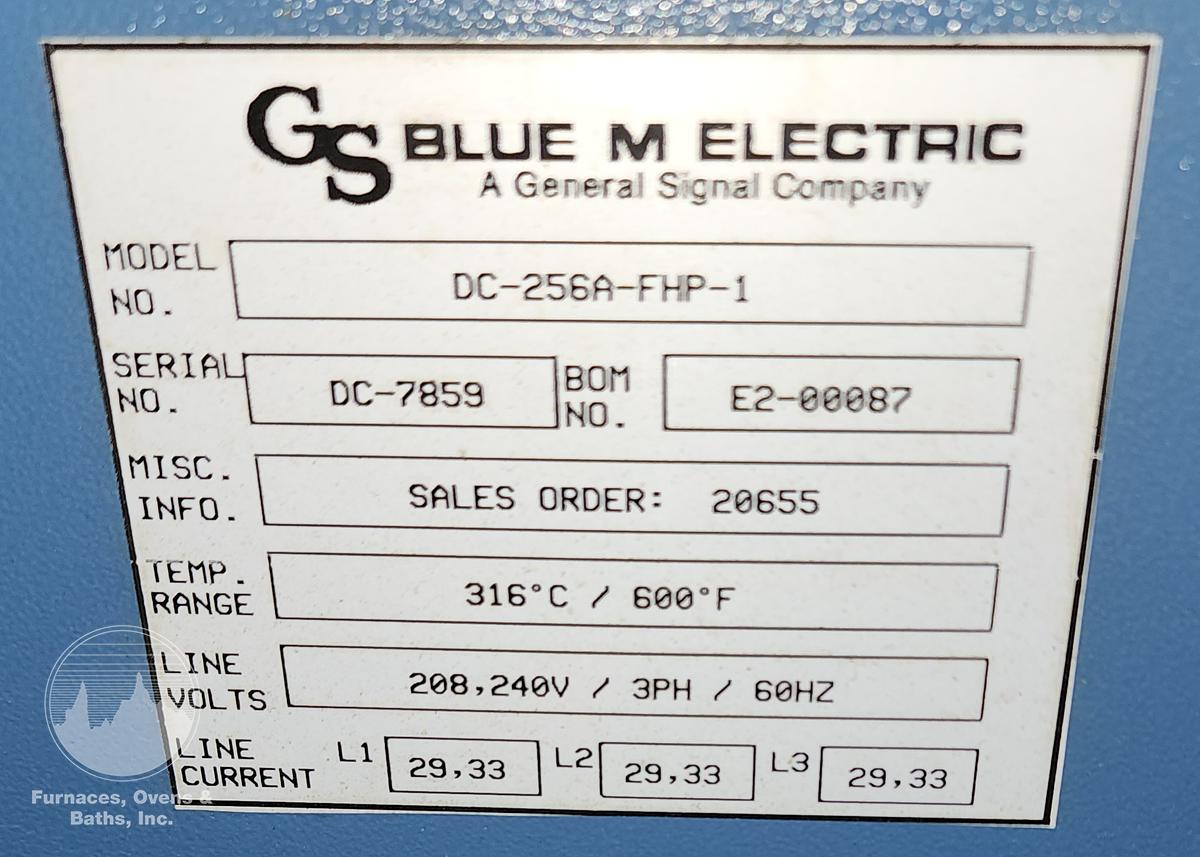 GS BLUE M ELECTRIC
A General Signal Company
MODEL NO. DC-256A-FHP-1
SERIAL NO. DC-7859 BOM NO. E2-00087
MISC. INFO. SALES ORDER: 20655
TEMP. RANGE 316°C / 600°F
LINE VOLTS 208,240V / 3PH / 60HZ
LINE CURRENT L1 29,33 L2 29,33 L3 29,33
Furnaces, Ovens &
Baths, Inc.